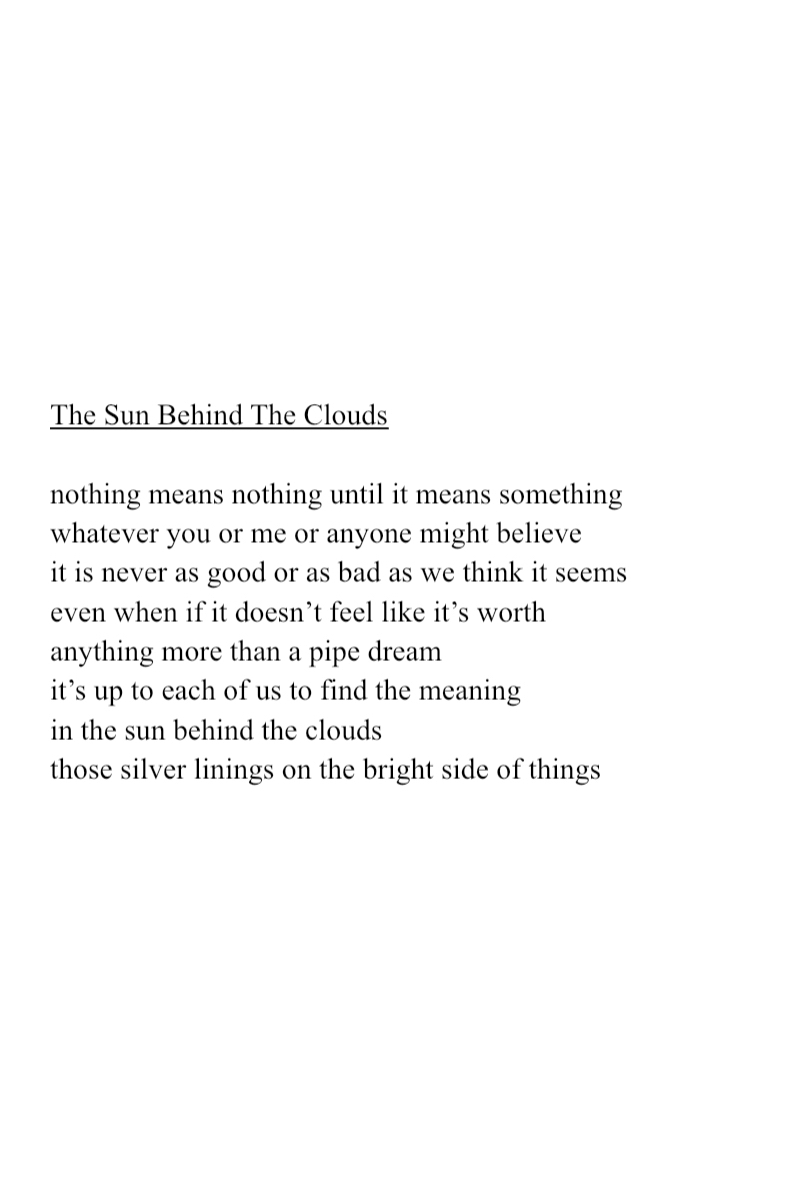 The Sun Behind The Clouds
nothing means nothing until it means something
whatever you or me or anyone might believe
it is never as good or as bad as we think it seems
even when if it doesn’t feel like it’s worth
anything more than a pipe dream
it’s up to each of us to find the meaning
in the sun behind the clouds
those silver linings on the bright side of things